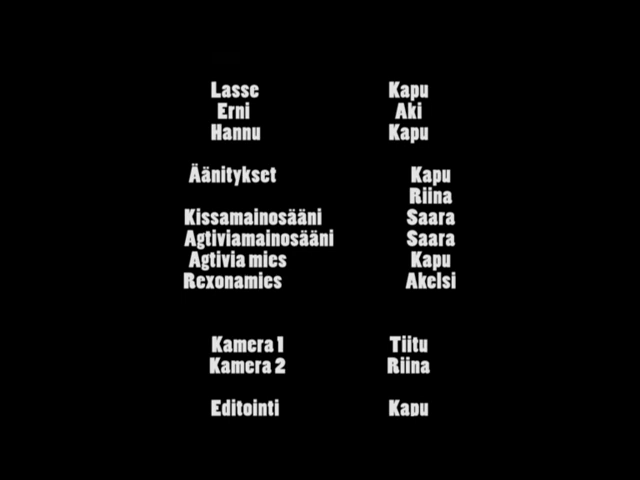 Lasse Kapu
Erni Aki
Hannu Kapu
Äänitykset Kapu
Riina
Kissamainosääni Saara
Agtiviamainosääni Saara
Agtivia mies Kapu
Rexonamies Akelsi
Kamera 1 Tiitu
Kamera 2 Riina
Editointi Kapu